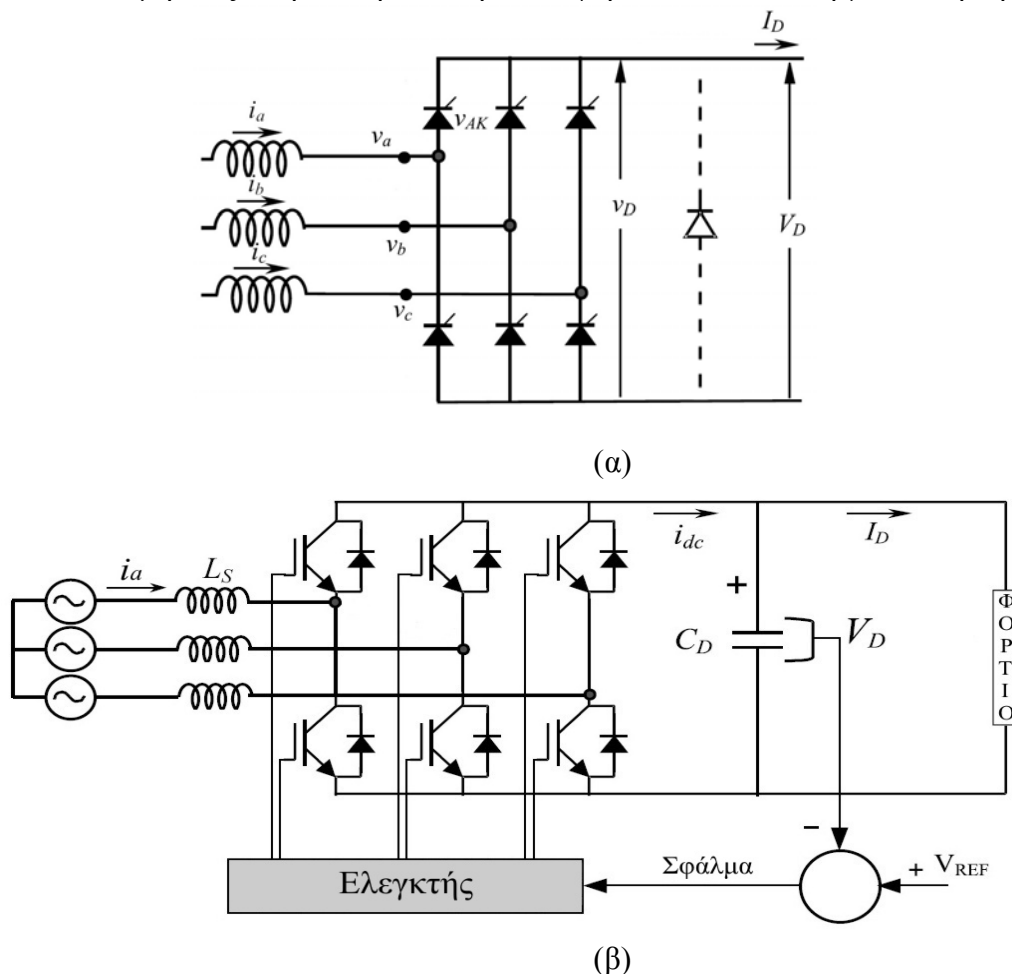 I_D
i_a
v_a
v_AK
i_b
v_b
v_D
V_D
i_c
v_c
(α)
i_a
L_S
i_dc
I_D
+
C_D
V_D
ΦΟΡΤΙΟ
−
Ελεγκτής
Σφάλμα
+ V_REF
(β)